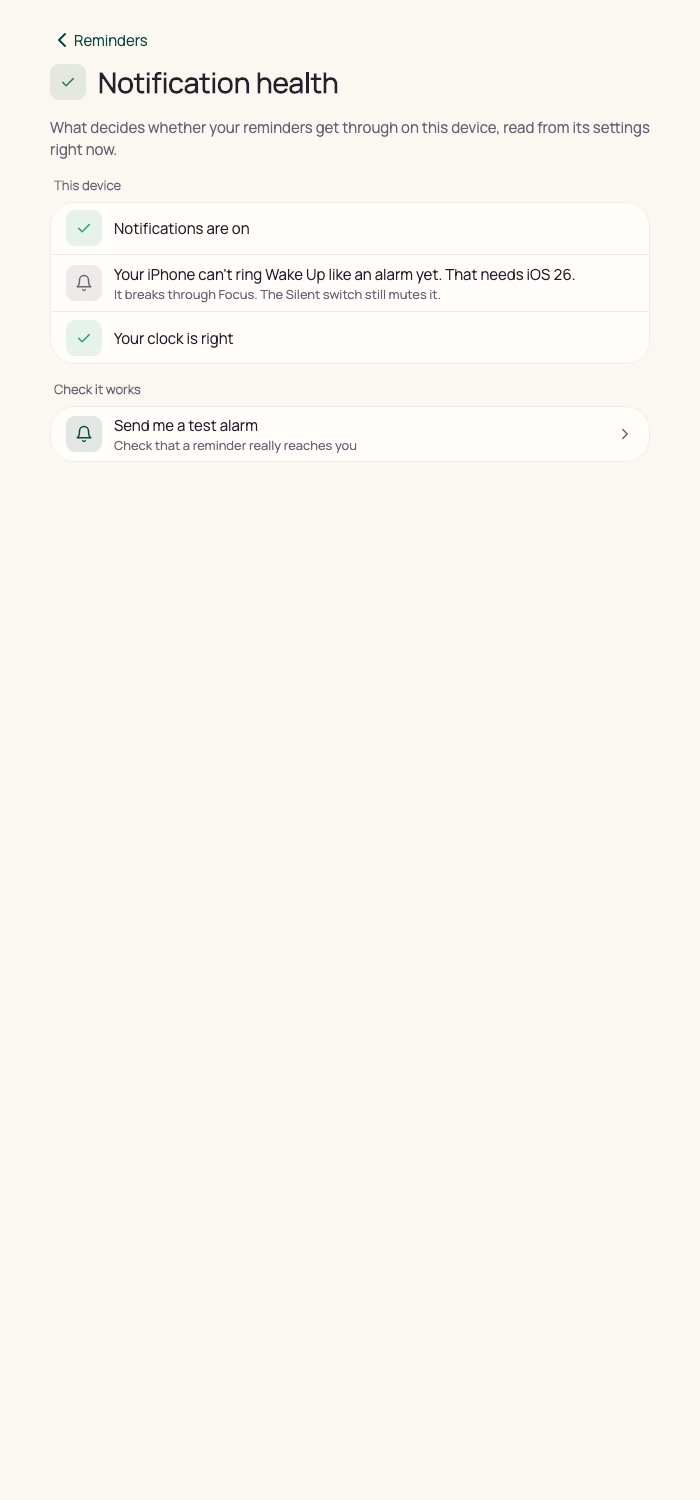 Reminders
Notification health
What decides whether your reminders get through on this device, read from its settings
right now.
This device
Notifications are on
Your iPhone can't ring Wake Up like an alarm yet. That needs iOS 26.
It breaks through Focus. The Silent switch still mutes it.
Your clock is right
Check it works
Send me a test alarm
Check that a reminder really reaches you